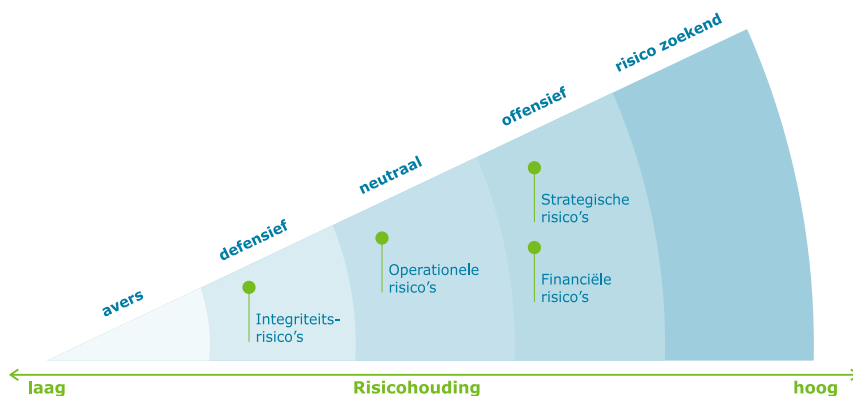 avers
defensief
neutraal
offensief
risico zoekend
Integriteits-
risico's
Operationele
risico's
Strategische
risico's
Financiële
risico's
laag
Risicohouding
hoog